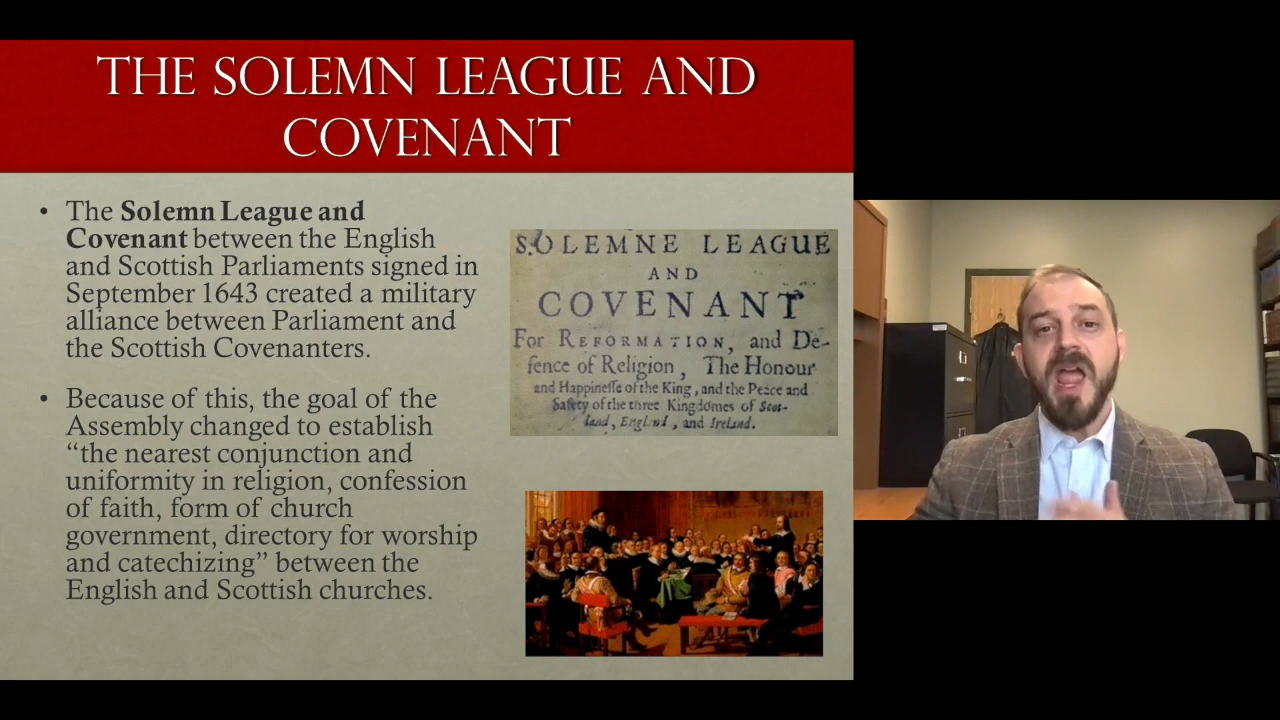 THE SOLEMN LEAGUE AND
COVENANT
• The Solemn League and
Covenant between the English
and Scottish Parliaments signed in
September 1643 created a military
alliance between Parliament and
the Scottish Covenanters.
• Because of this, the goal of the
Assembly changed to establish
“the nearest conjunction and
uniformity in religion, confession
of faith, form of church
government, directory for worship
and catechizing” between the
English and Scottish churches.
SOLEMNE LEAGUE
AND
COVENANT
For REFORMATION, and De-
fence of Religion, The Honour
and Happinesse of the King, and the Peace and
Safety of the three Kingdomes of Scot-
land, England, and Ireland.